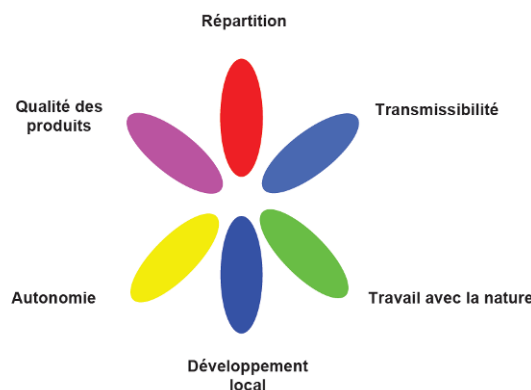 Répartition
Qualité des
produits
Transmissibilité
Autonomie
Travail avec la nature
Développement
local